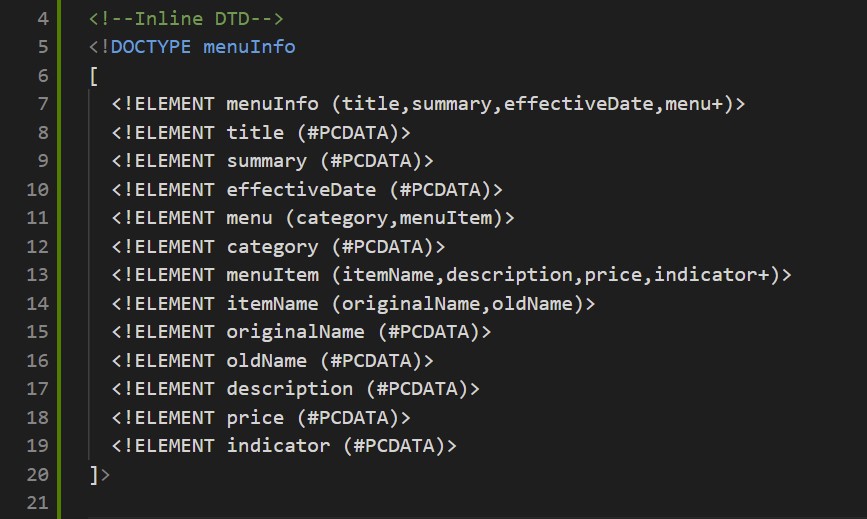 4 <!--Inline DTD-->
5 <!DOCTYPE menuInfo
6 [
7 <!ELEMENT menuInfo (title,summary,effectiveDate,menu+)>
8 <!ELEMENT title (#PCDATA)>
9 <!ELEMENT summary (#PCDATA)>
10 <!ELEMENT effectiveDate (#PCDATA)>
11 <!ELEMENT menu (category,menuItem)>
12 <!ELEMENT category (#PCDATA)>
13 <!ELEMENT menuItem (itemName,description,price,indicator+)>
14 <!ELEMENT itemName (originalName,oldName)>
15 <!ELEMENT originalName (#PCDATA)>
16 <!ELEMENT oldName (#PCDATA)>
17 <!ELEMENT description (#PCDATA)>
18 <!ELEMENT price (#PCDATA)>
19 <!ELEMENT indicator (#PCDATA)>
20 ]>
21